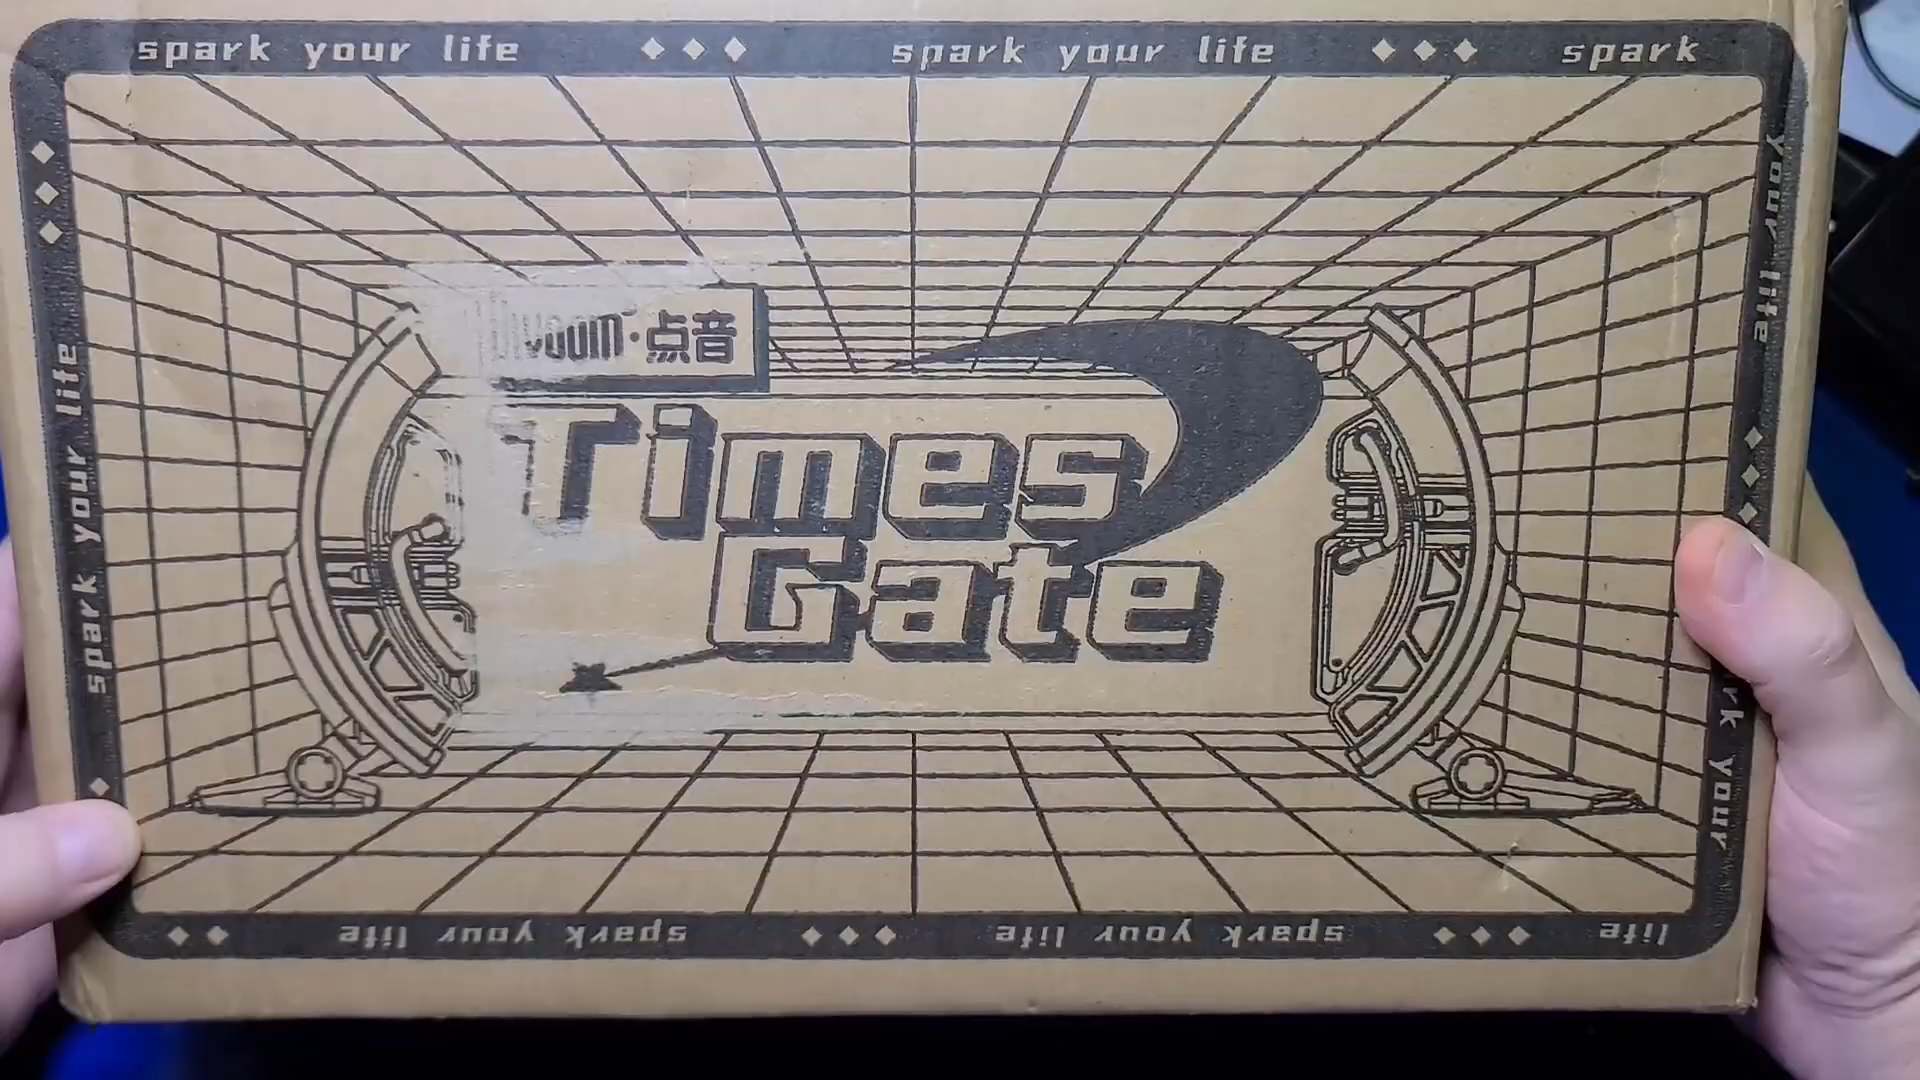 spark your life ◆◆◆ spark your life ◆◆◆ spark
your life ◆◆◆
Divoom·点音
Times
Gate
spark your
life ◆◆◆ spark your life ◆◆◆ spark your life ◆◆
◆ spark your life ◆◆◆